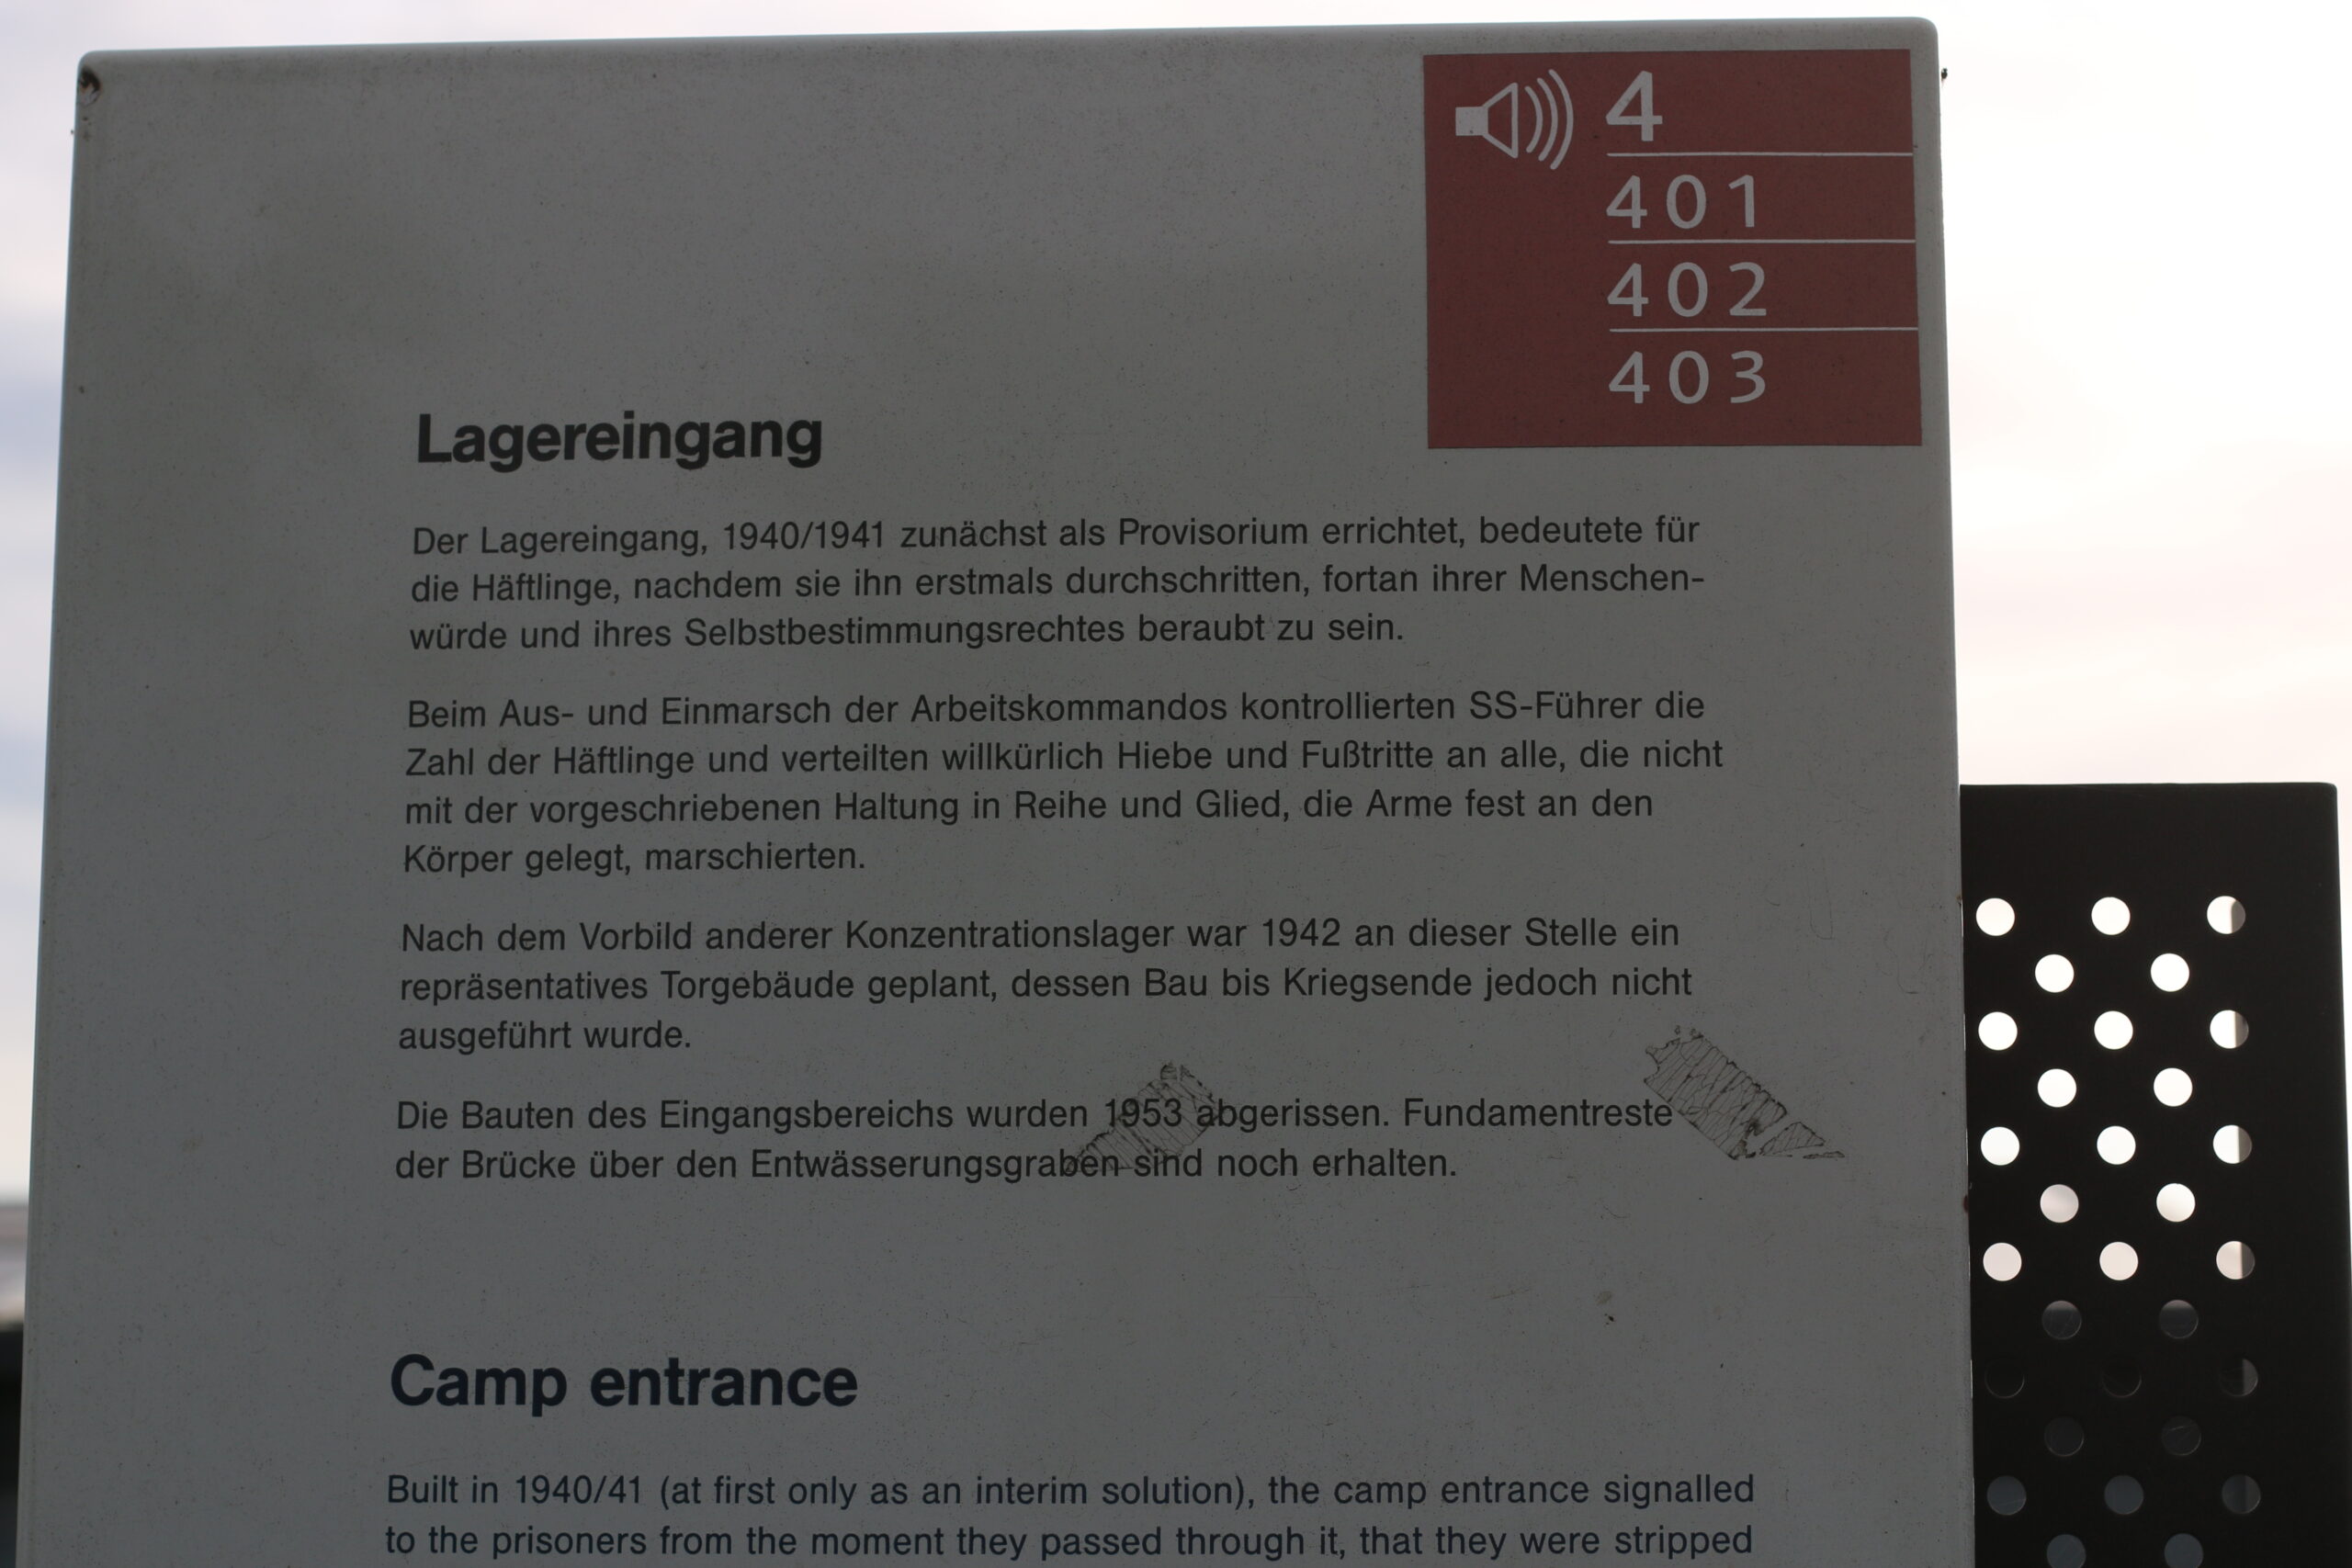 4
401
402
403
Lagereingang
Der Lagereingang, 1940/1941 zunächst als Provisorium errichtet, bedeutete für
die Häftlinge, nachdem sie ihn erstmals durchschritten, fortan ihrer Menschen-
würde und ihres Selbstbestimmungsrechtes beraubt zu sein.
Beim Aus- und Einmarsch der Arbeitskommandos kontrollierten SS-Führer die
Zahl der Häftlinge und verteilten willkürlich Hiebe und Fußtritte an alle, die nicht
mit der vorgeschriebenen Haltung in Reihe und Glied, die Arme fest an den
Körper gelegt, marschierten.
Nach dem Vorbild anderer Konzentrationslager war 1942 an dieser Stelle ein
repräsentatives Torgebäude geplant, dessen Bau bis Kriegsende jedoch nicht
ausgeführt wurde.
Die Bauten des Eingangsbereichs wurden 1953 abgerissen. Fundamentreste
der Brücke über den Entwässerungsgraben sind noch erhalten.
Camp entrance
Built in 1940/41 (at first only as an interim solution), the camp entrance signalled
to the prisoners from the moment they passed through it, that they were stripped